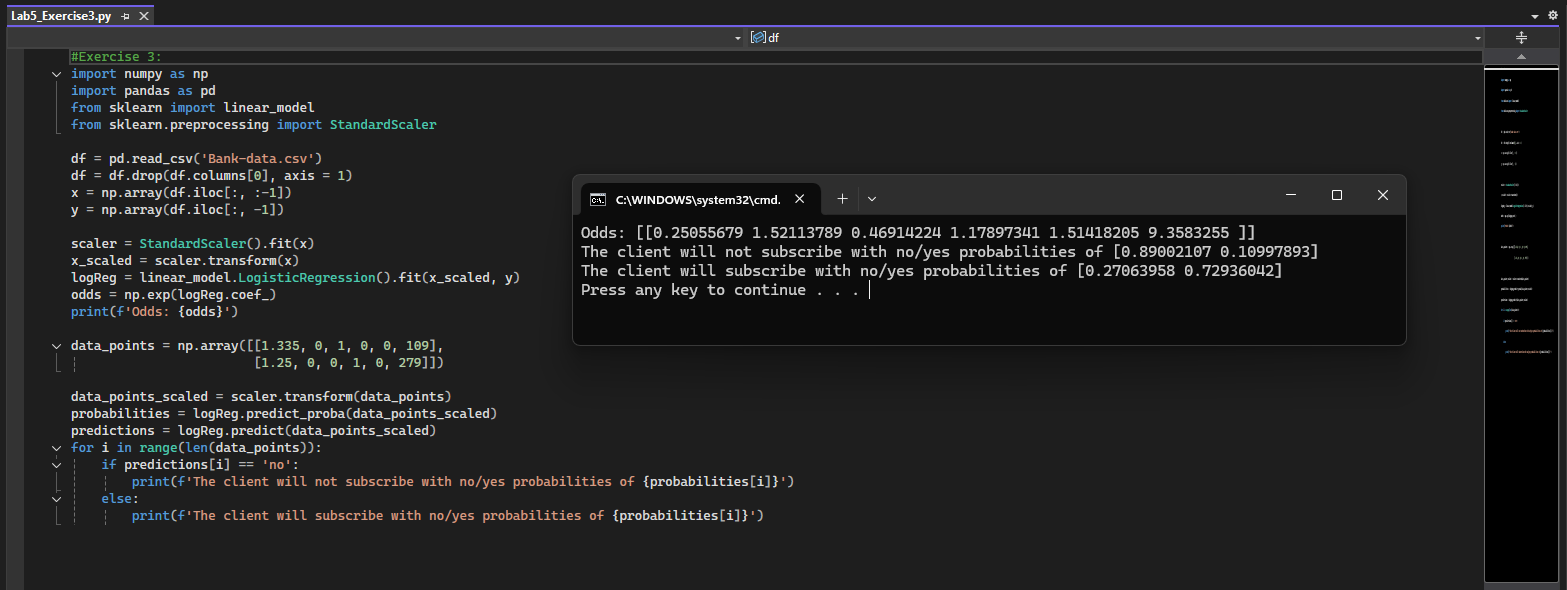 Lab5_Exercise3.py
df
#Exercise 3:
import numpy as np
import pandas as pd
from sklearn import linear_model
from sklearn.preprocessing import StandardScaler
df = pd.read_csv('Bank-data.csv')
df = df.drop(df.columns[0], axis = 1)
x = np.array(df.iloc[:, :-1])
y = np.array(df.iloc[:, -1])
scaler = StandardScaler().fit(x)
x_scaled = scaler.transform(x)
logReg = linear_model.LogisticRegression().fit(x_scaled, y)
odds = np.exp(logReg.coef_)
print(f'Odds: {odds}')
data_points = np.array([[1.335, 0, 1, 0, 0, 109],
[1.25, 0, 0, 1, 0, 279]])
data_points_scaled = scaler.transform(data_points)
probabilities = logReg.predict_proba(data_points_scaled)
predictions = logReg.predict(data_points_scaled)
for i in range(len(data_points)):
if predictions[i] == 'no':
print(f'The client will not subscribe with no/yes probabilities of {probabilities[i]}')
else:
print(f'The client will subscribe with no/yes probabilities of {probabilities[i]}')
C:\WINDOWS\system32\cmd.
Odds: [[0.25055679 1.52113789 0.46914224 1.17897341 1.51418205 9.3583255 ]]
The client will not subscribe with no/yes probabilities of [0.89002107 0.10997893]
The client will subscribe with no/yes probabilities of [0.27063958 0.72936042]
Press any key to continue . . .